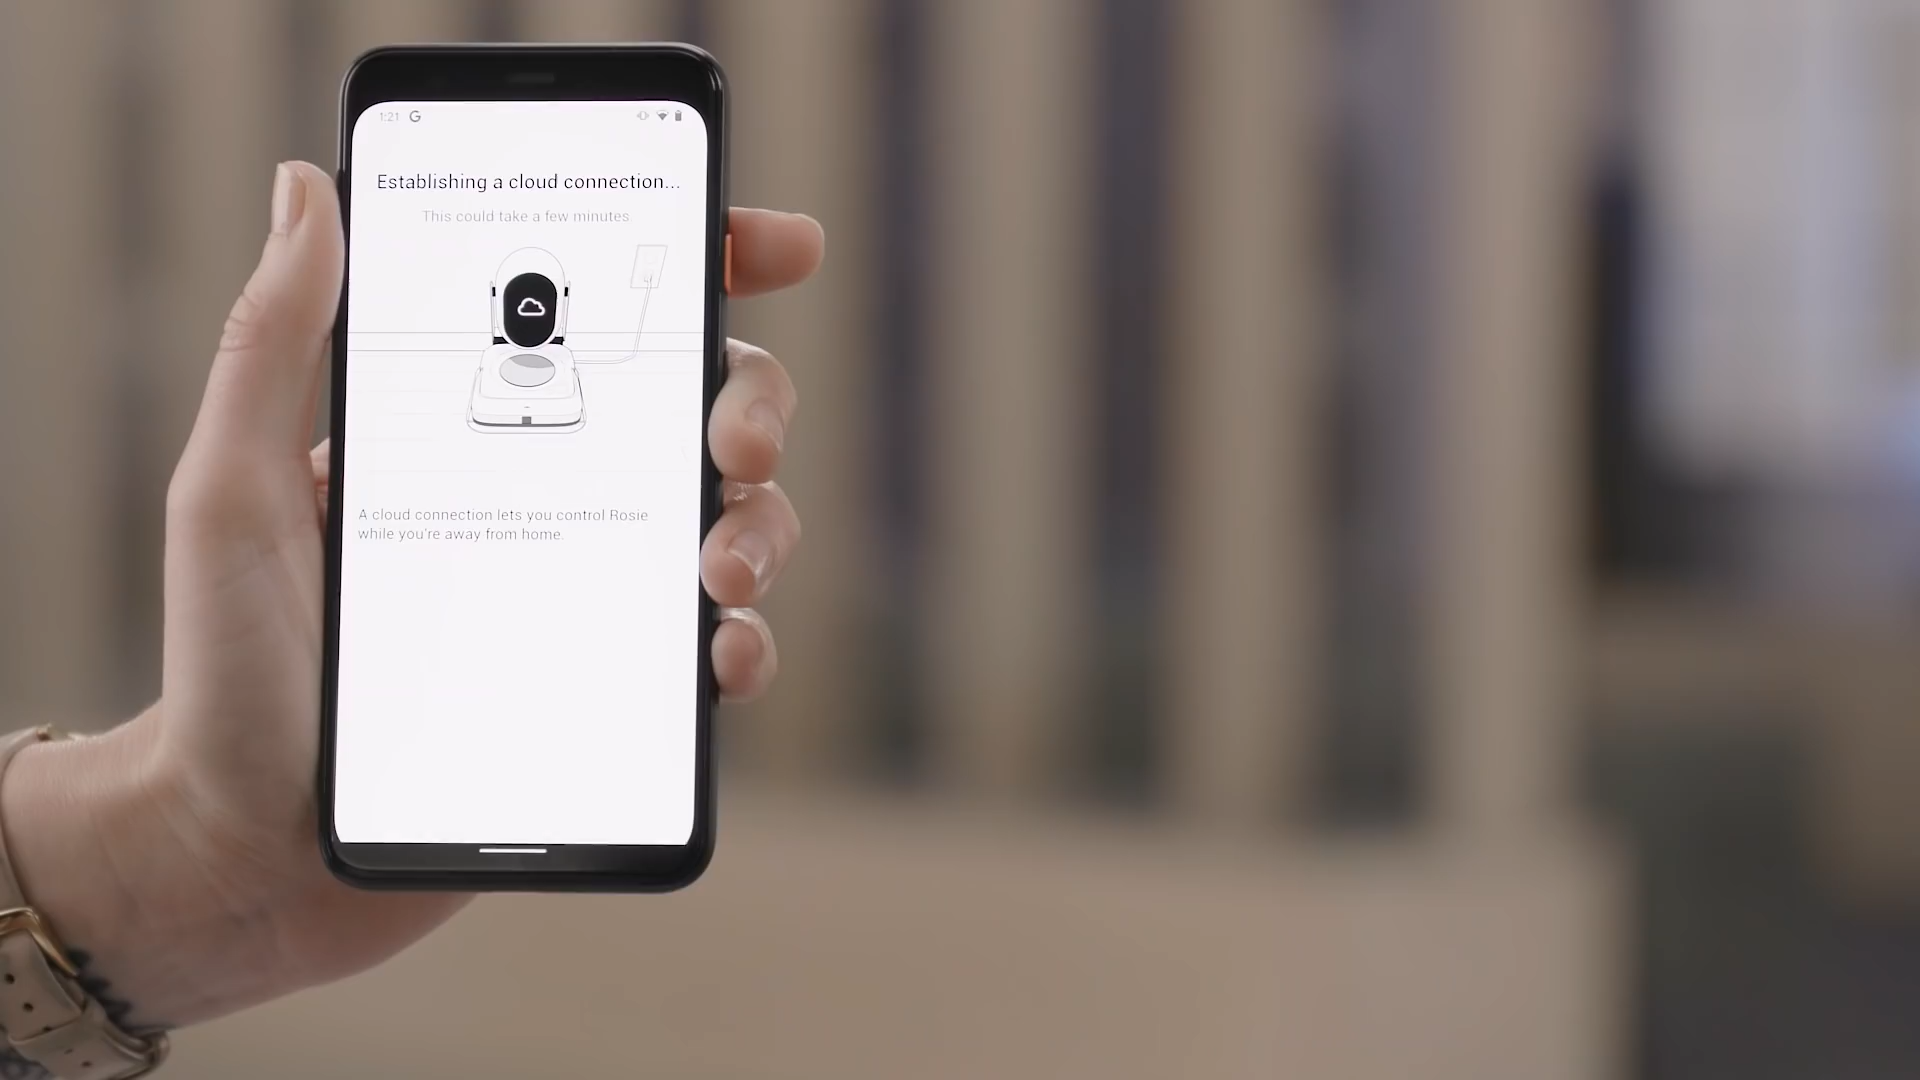 1:21 G
Establishing a cloud connection...
This could take a few minutes.
A cloud connection lets you control Rosie
while you're away from home.